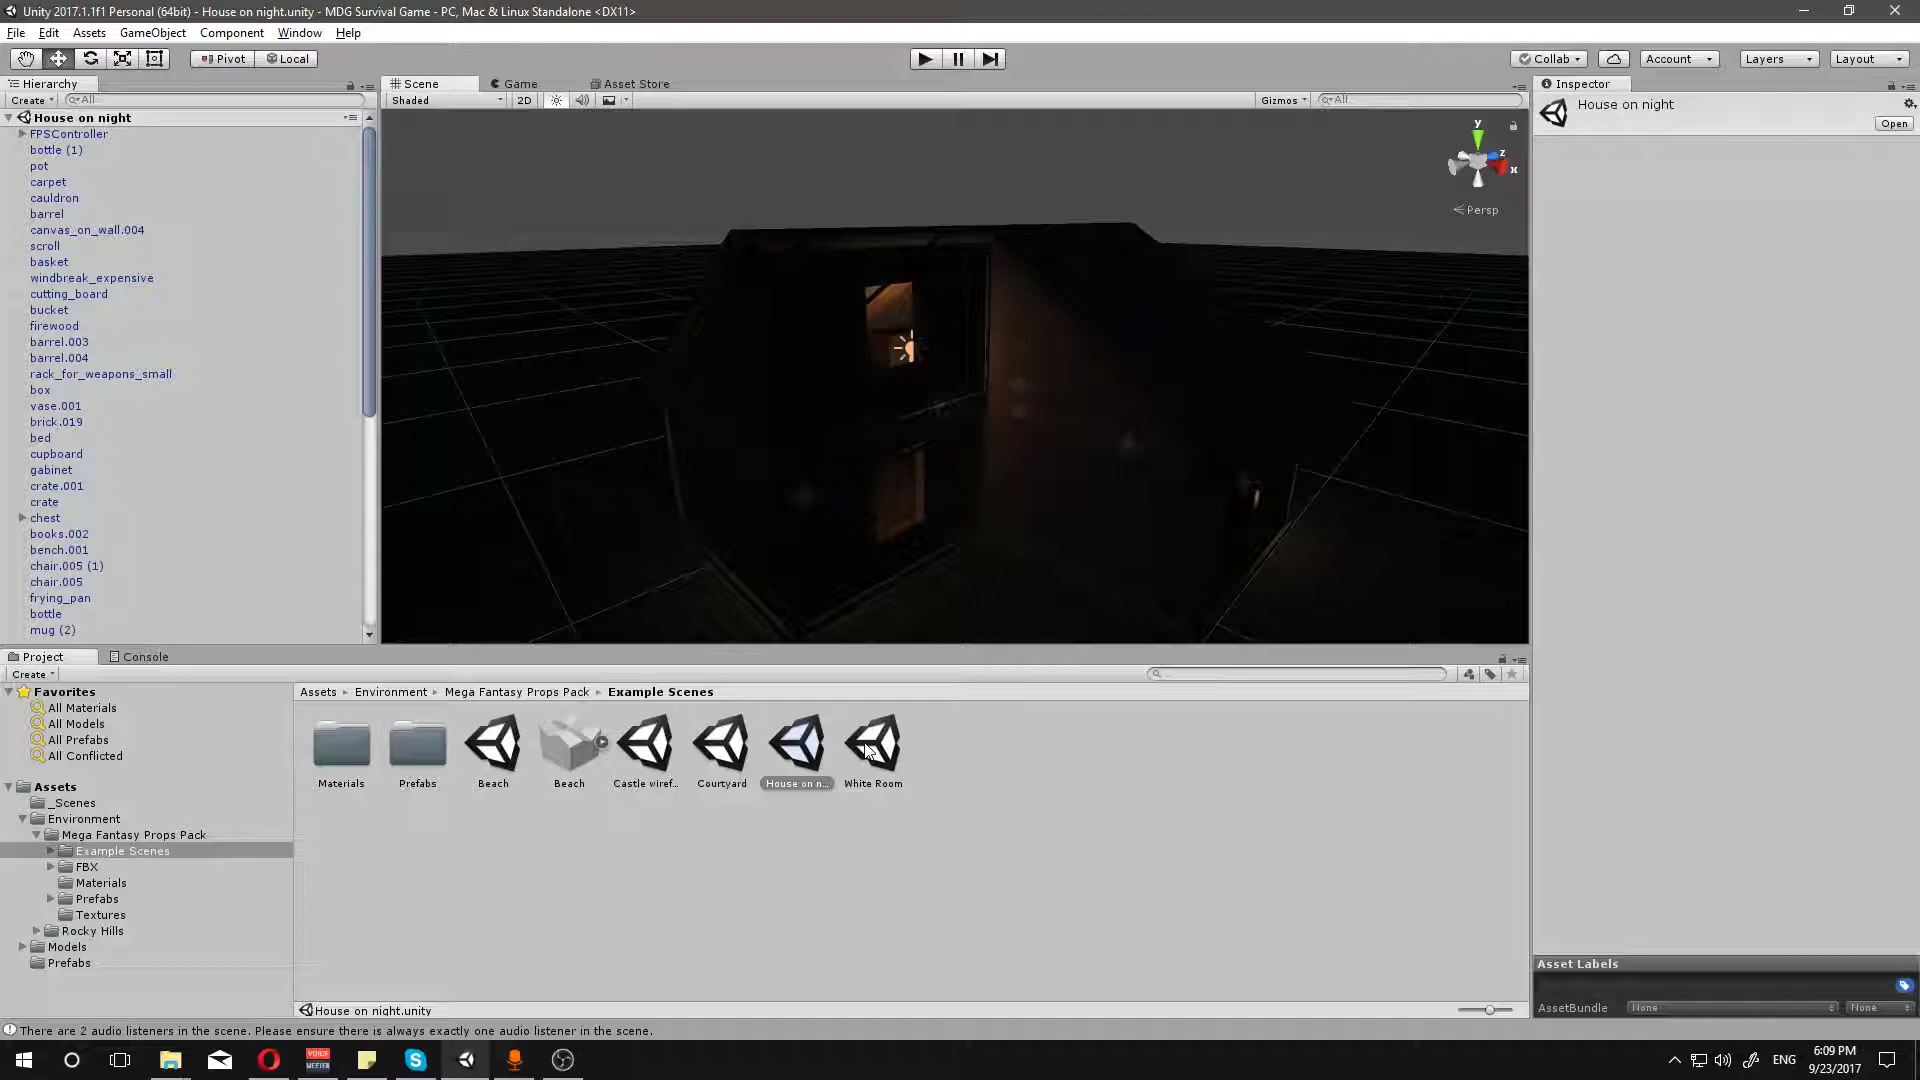 Unity 2017.1.1f1 Personal (64bit) - House on night.unity - MDG Survival Game - PC, Mac & Linux Standalone <DX11>
File Edit Assets GameObject Component Window Help
Pivot Local Collab Account Layers Layout
Hierarchy
Create All
House on night
FPSController
bottle (1)
pot
carpet
cauldron
barrel
canvas_on_wall.004
scroll
basket
windbreak_expensive
cutting_board
bucket
firewood
barrel.003
barrel.004
rack_for_weapons_small
box
vase.001
brick.019
bed
cupboard
gabinet
crate.001
crate
chest
books.002
bench.001
chair.005 (1)
chair.005
frying_pan
bottle
mug (2)
Scene Game Asset Store
Shaded 2D Gizmos All
y
z
x
Persp
Inspector
House on night
Open
Project Console
Create
Favorites
All Materials
All Models
All Prefabs
All Conflicted
Assets
_Scenes
Environment
Mega Fantasy Props Pack
Example Scenes
FBX
Materials
Prefabs
Textures
Rocky Hills
Models
Prefabs
Assets Environment Mega Fantasy Props Pack Example Scenes
Materials Prefabs Beach Beach Castle wiref... Courtyard House on n... White Room
House on night.unity
Asset Labels
AssetBundle None None
There are 2 audio listeners in the scene. Please ensure there is always exactly one audio listener in the scene.
VOICE
MEETER
ENG
6:09 PM
9/23/2017